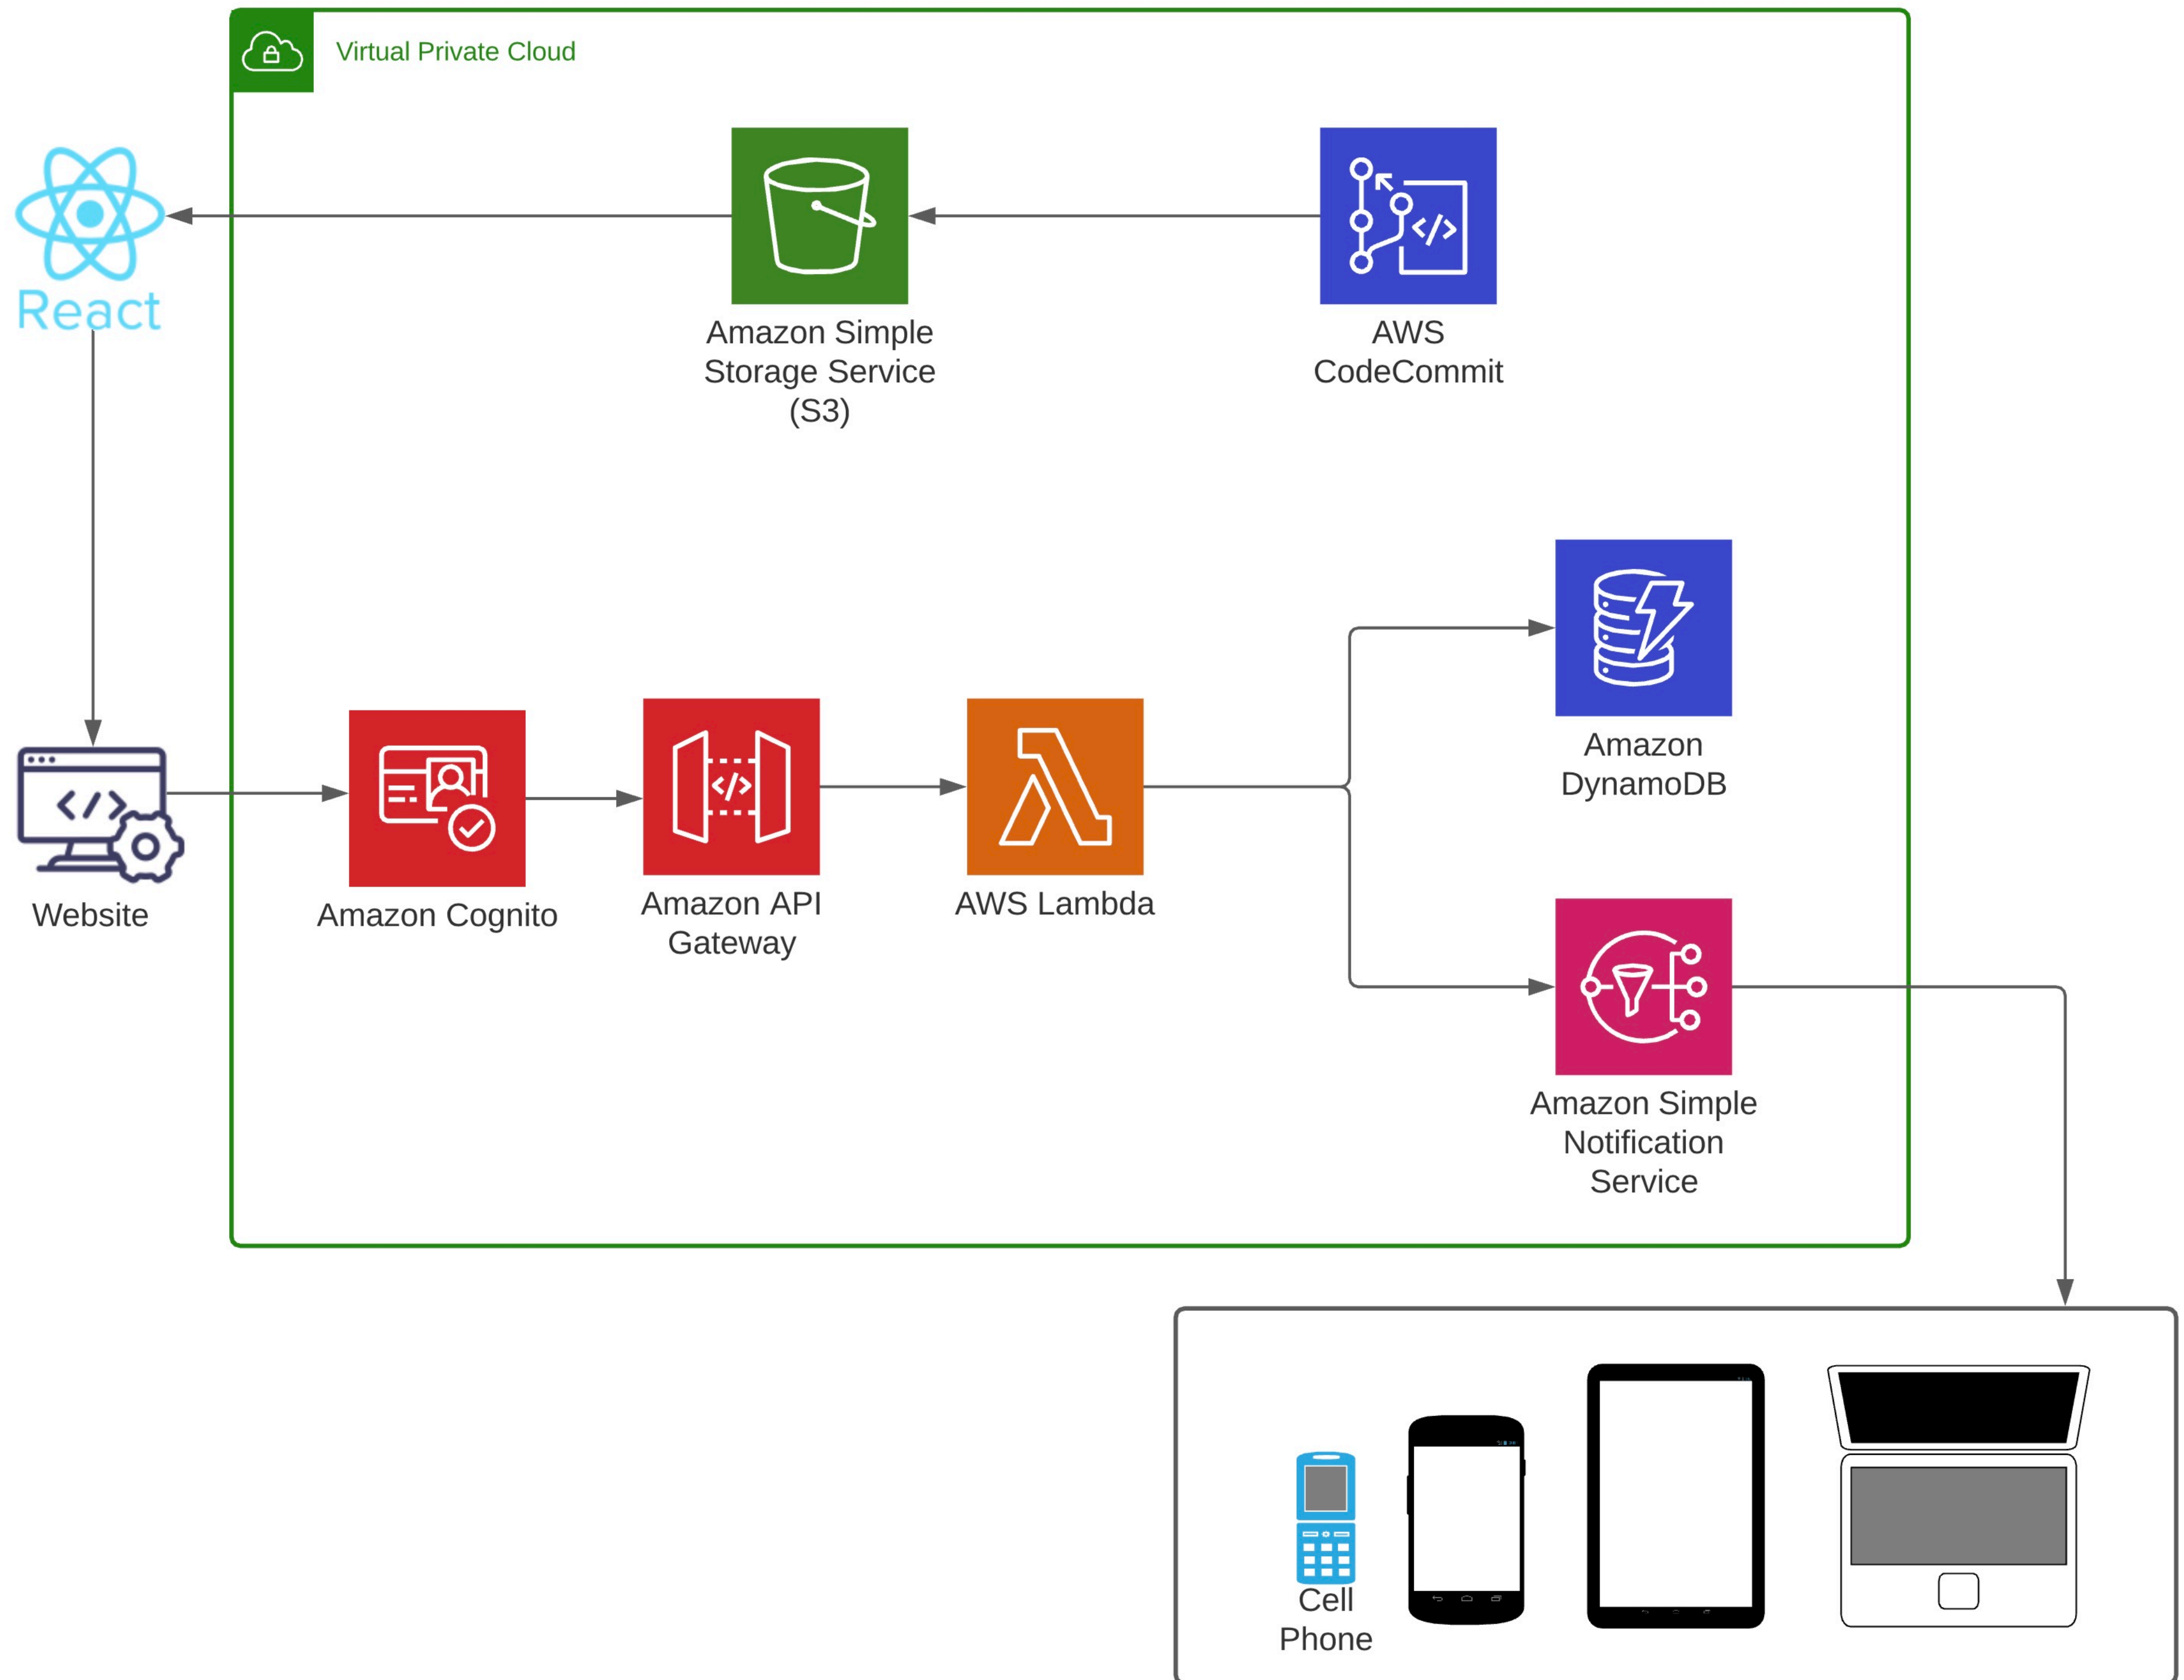 Virtual Private Cloud
React
Amazon Simple
Storage Service
(S3)
AWS
CodeCommit
Website
Amazon Cognito
Amazon API
Gateway
AWS Lambda
Amazon
DynamoDB
Amazon Simple
Notification
Service
Cell
Phone